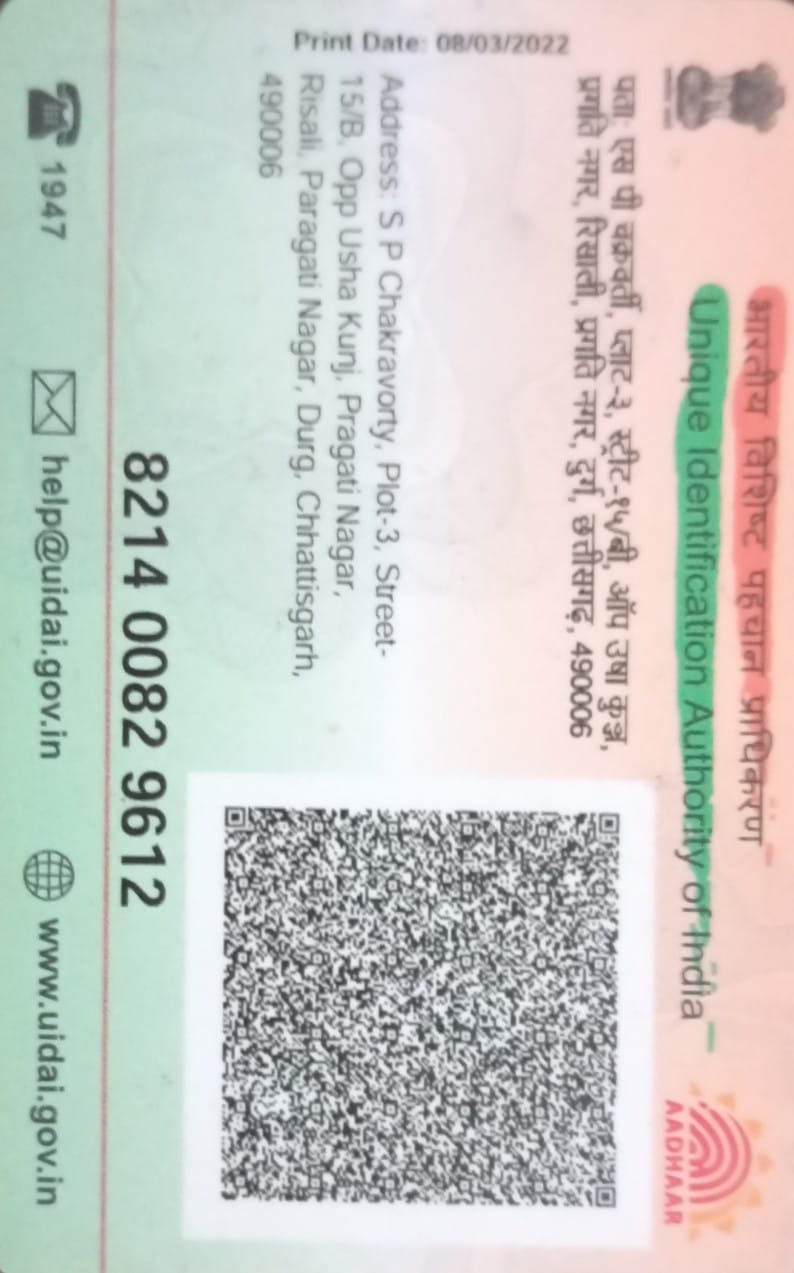 भारतीय विशिष्ट पहचान प्राधिकरण
Unique Identification Authority of India
AADHAAR
पताः एस पी चक्रवर्ती, प्लाट-३, स्ट्रीट-१५/बी, ऑप उषा कुञ्ज,
प्रगति नगर, रिसाली, प्रगति नगर, दुर्ग, छत्तीसगढ़, 490006
Print Date: 08/03/2022
Address: S P Chakravorty, Plot-3, Street-
15/B, Opp Usha Kunj, Pragati Nagar,
Risali, Paragati Nagar, Durg, Chhattisgarh,
490006
8214 0082 9612
1947
help@uidai.gov.in
www.uidai.gov.in